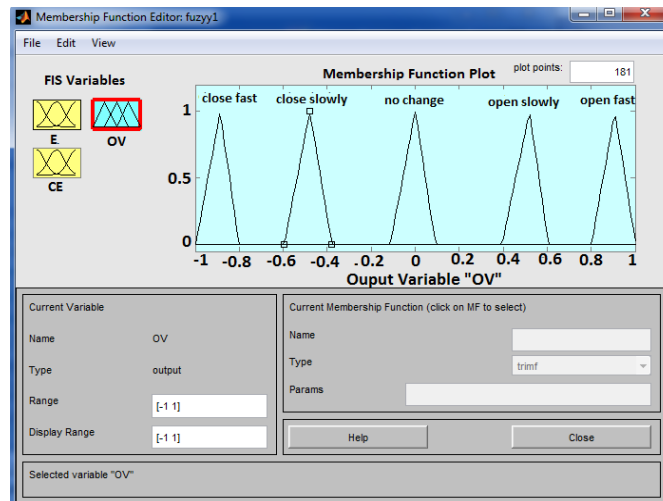 Membership Function Editor: fuzyy1
File Edit View
FIS Variables
E.
OV
CE
Membership Function Plot
plot points:
181
close fast close slowly no change open slowly open fast
1
0.5
0
-1 -0.8 -0.6 -0.4 -0.2 0 0.2 0.4 0.6 0.8 1
Ouput Variable "OV"
Current Variable
Name OV
Type output
Range [-1 1]
Display Range [-1 1]
Current Membership Function (click on MF to select)
Name
Type trimf
Params
Help Close
Selected variable "OV"